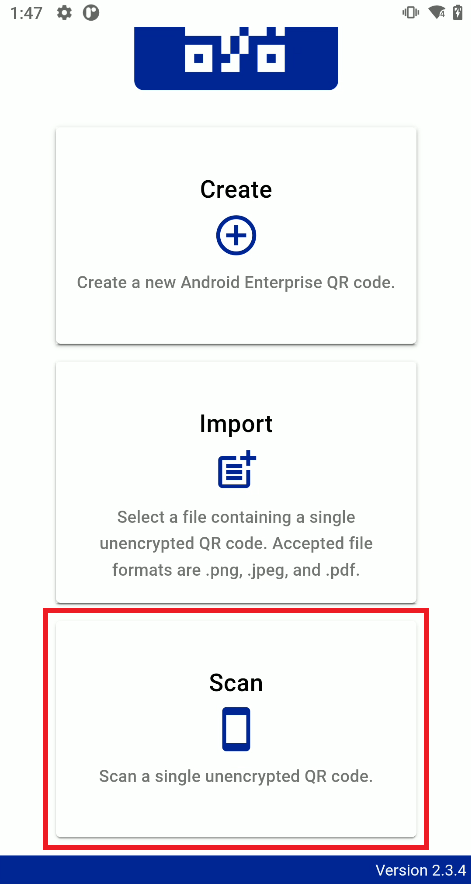 1:47
Create
Create a new Android Enterprise QR code.
Import
Select a file containing a single
unencrypted QR code. Accepted file
formats are .png, .jpeg, and .pdf.
Scan
Scan a single unencrypted QR code.
Version 2.3.4